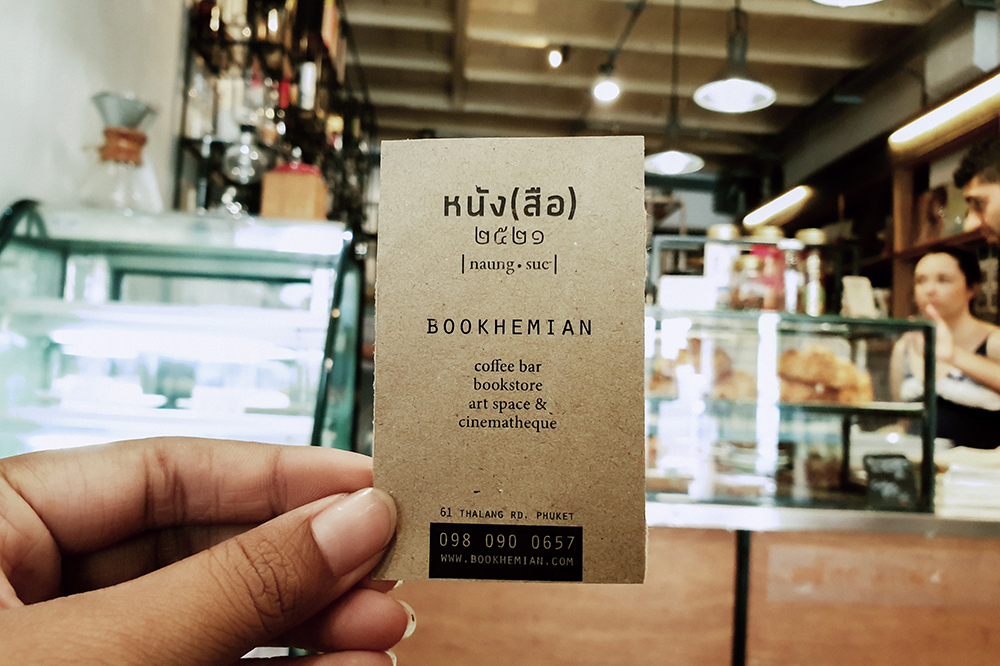 หนัง(สือ)
๒๕๒๑
|naung • suc|
BOOKHEMIAN
coffee bar
bookstore
art space &
cinematheque
61 THALANG RD. PHUKET
098 090 0657
WWW.BOOKHEMIAN.COM